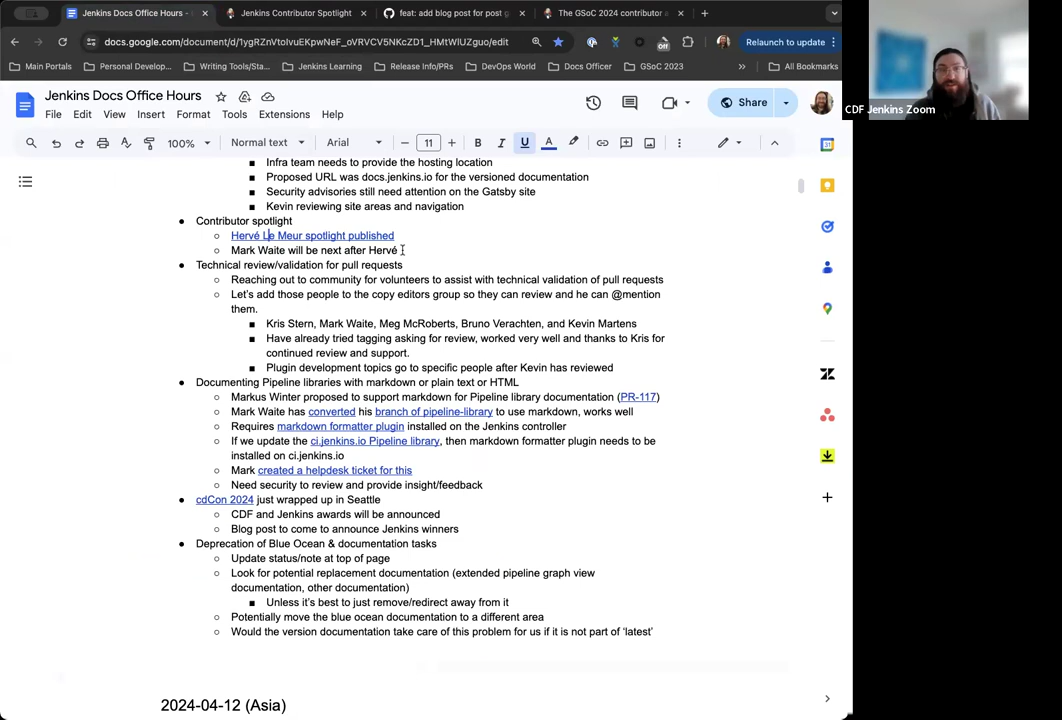 Jenkins Docs Office Hours -
Jenkins Contributor Spotlight
feat: add blog post for post g
The GSoC 2024 contributor a
docs.google.com/document/d/1ygRZnVtoIvuEKpwNeF_oVRVCV5NKcZD1_HMtWlUZguo/edit
Off
Relaunch to update
Main Portals
Personal Develop...
Writing Tools/Sta...
Jenkins Learning
Release Info/PRs
DevOps World
Docs Officer
GSoC 2023
All Bookmarks
CDF Jenkins Zoom
Jenkins Docs Office Hours
File Edit View Insert Format Tools Extensions Help
Share
100% Normal text Arial 11 B I U A
Infra team needs to provide the hosting location
Proposed URL was docs.jenkins.io for the versioned documentation
Security advisories still need attention on the Gatsby site
Kevin reviewing site areas and navigation
Contributor spotlight
Hervé Le Meur spotlight published
Mark Waite will be next after Hervé
Technical review/validation for pull requests
Reaching out to community for volunteers to assist with technical validation of pull requests
Let's add those people to the copy editors group so they can review and he can @mention
them.
Kris Stern, Mark Waite, Meg McRoberts, Bruno Verachten, and Kevin Martens
Have already tried tagging asking for review, worked very well and thanks to Kris for
continued review and support.
Plugin development topics go to specific people after Kevin has reviewed
Documenting Pipeline libraries with markdown or plain text or HTML
Markus Winter proposed to support markdown for Pipeline library documentation (PR-117)
Mark Waite has converted his branch of pipeline-library to use markdown, works well
Requires markdown formatter plugin installed on the Jenkins controller
If we update the ci.jenkins.io Pipeline library, then markdown formatter plugin needs to be
installed on ci.jenkins.io
Mark created a helpdesk ticket for this
Need security to review and provide insight/feedback
cdCon 2024 just wrapped up in Seattle
CDF and Jenkins awards will be announced
Blog post to come to announce Jenkins winners
Deprecation of Blue Ocean & documentation tasks
Update status/note at top of page
Look for potential replacement documentation (extended pipeline graph view
documentation, other documentation)
Unless it's best to just remove/redirect away from it
Potentially move the blue ocean documentation to a different area
Would the version documentation take care of this problem for us if it is not part of 'latest'
2024-04-12 (Asia)